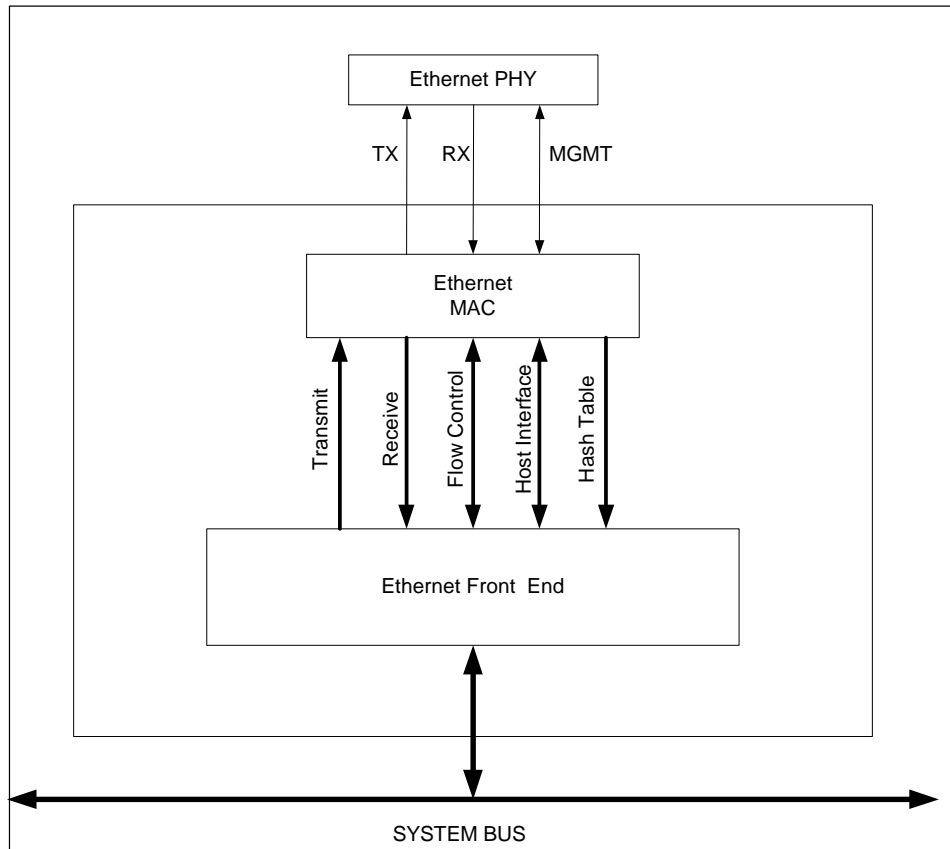 Ethernet PHY
TX
RX
MGMT
Ethernet
MAC
Transmit
Receive
Flow Control
Host Interface
Hash Table
Ethernet Front End
SYSTEM BUS